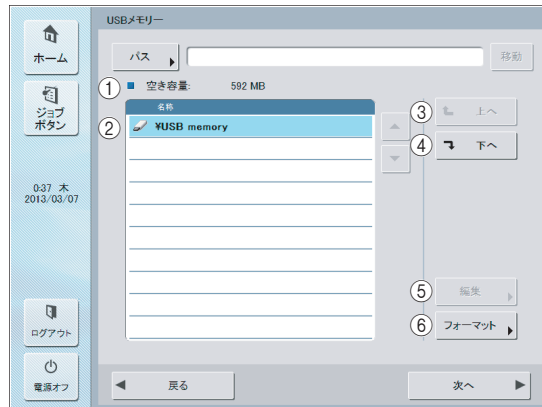 USBメモリー
ホーム
パス
移動
① 空き容量: 592 MB
名称
② ¥USB memory
③ 上へ
④ 下へ
ジョブ
ボタン
0:37 木
2013/03/07
⑤ 編集
⑥ フォーマット
ログアウト
電源オフ
戻る
次へ